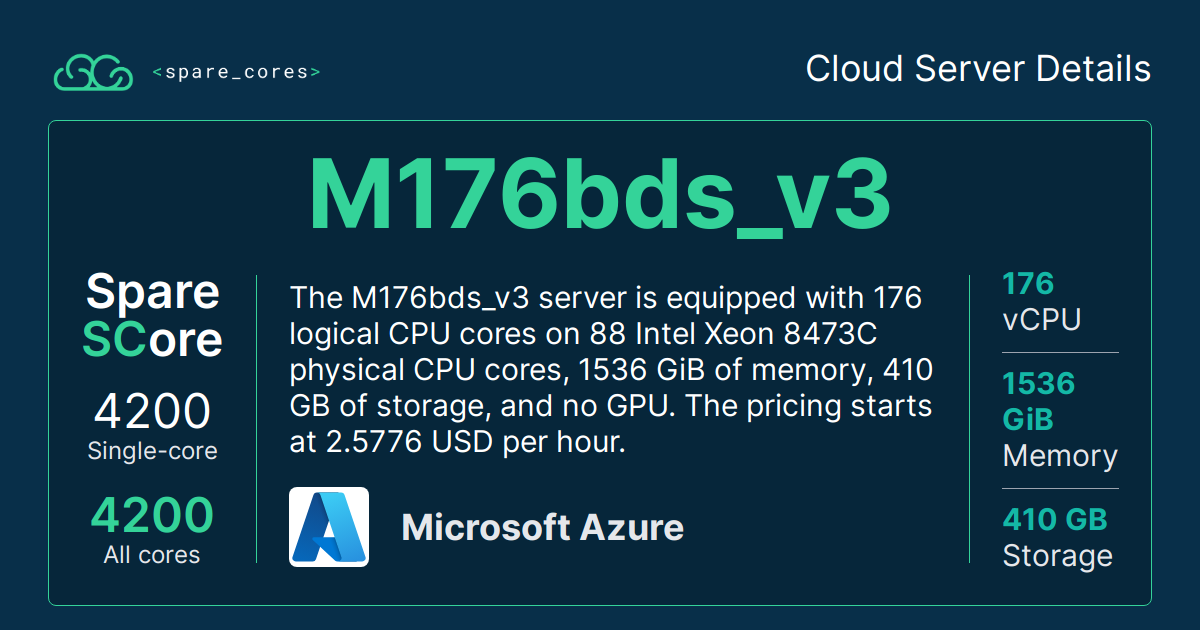 <spare_cores>
Cloud Server Details
M176bds_v3
Spare
SCore
4200
Single-core
4200
All cores
The M176bds_v3 server is equipped with 176
logical CPU cores on 88 Intel Xeon 8473C
physical CPU cores, 1536 GiB of memory, 410
GB of storage, and no GPU. The pricing starts
at 2.5776 USD per hour.
Microsoft Azure
176
vCPU
1536
GiB
Memory
410 GB
Storage